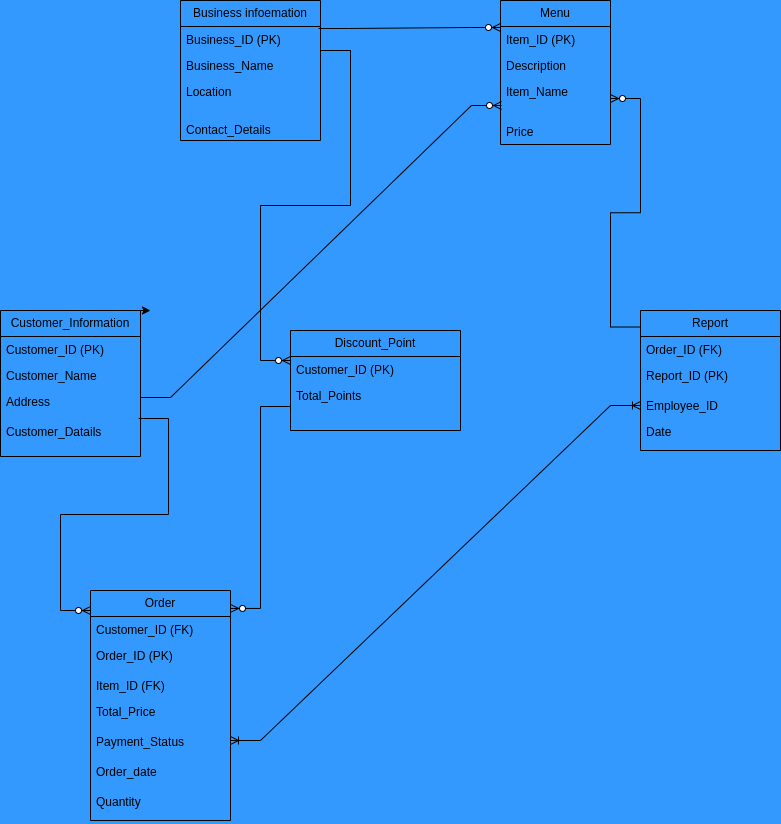 Business infoemation
Business_ID (PK)
Business_Name
Location
Contact_Details
Menu
Item_ID (PK)
Description
Item_Name
Price
Customer_Information
Customer_ID (PK)
Customer_Name
Address
Customer_Datails
Discount_Point
Customer_ID (PK)
Total_Points
Report
Order_ID (FK)
Report_ID (PK)
Employee_ID
Date
Order
Customer_ID (FK)
Order_ID (PK)
Item_ID (FK)
Total_Price
Payment_Status
Order_date
Quantity